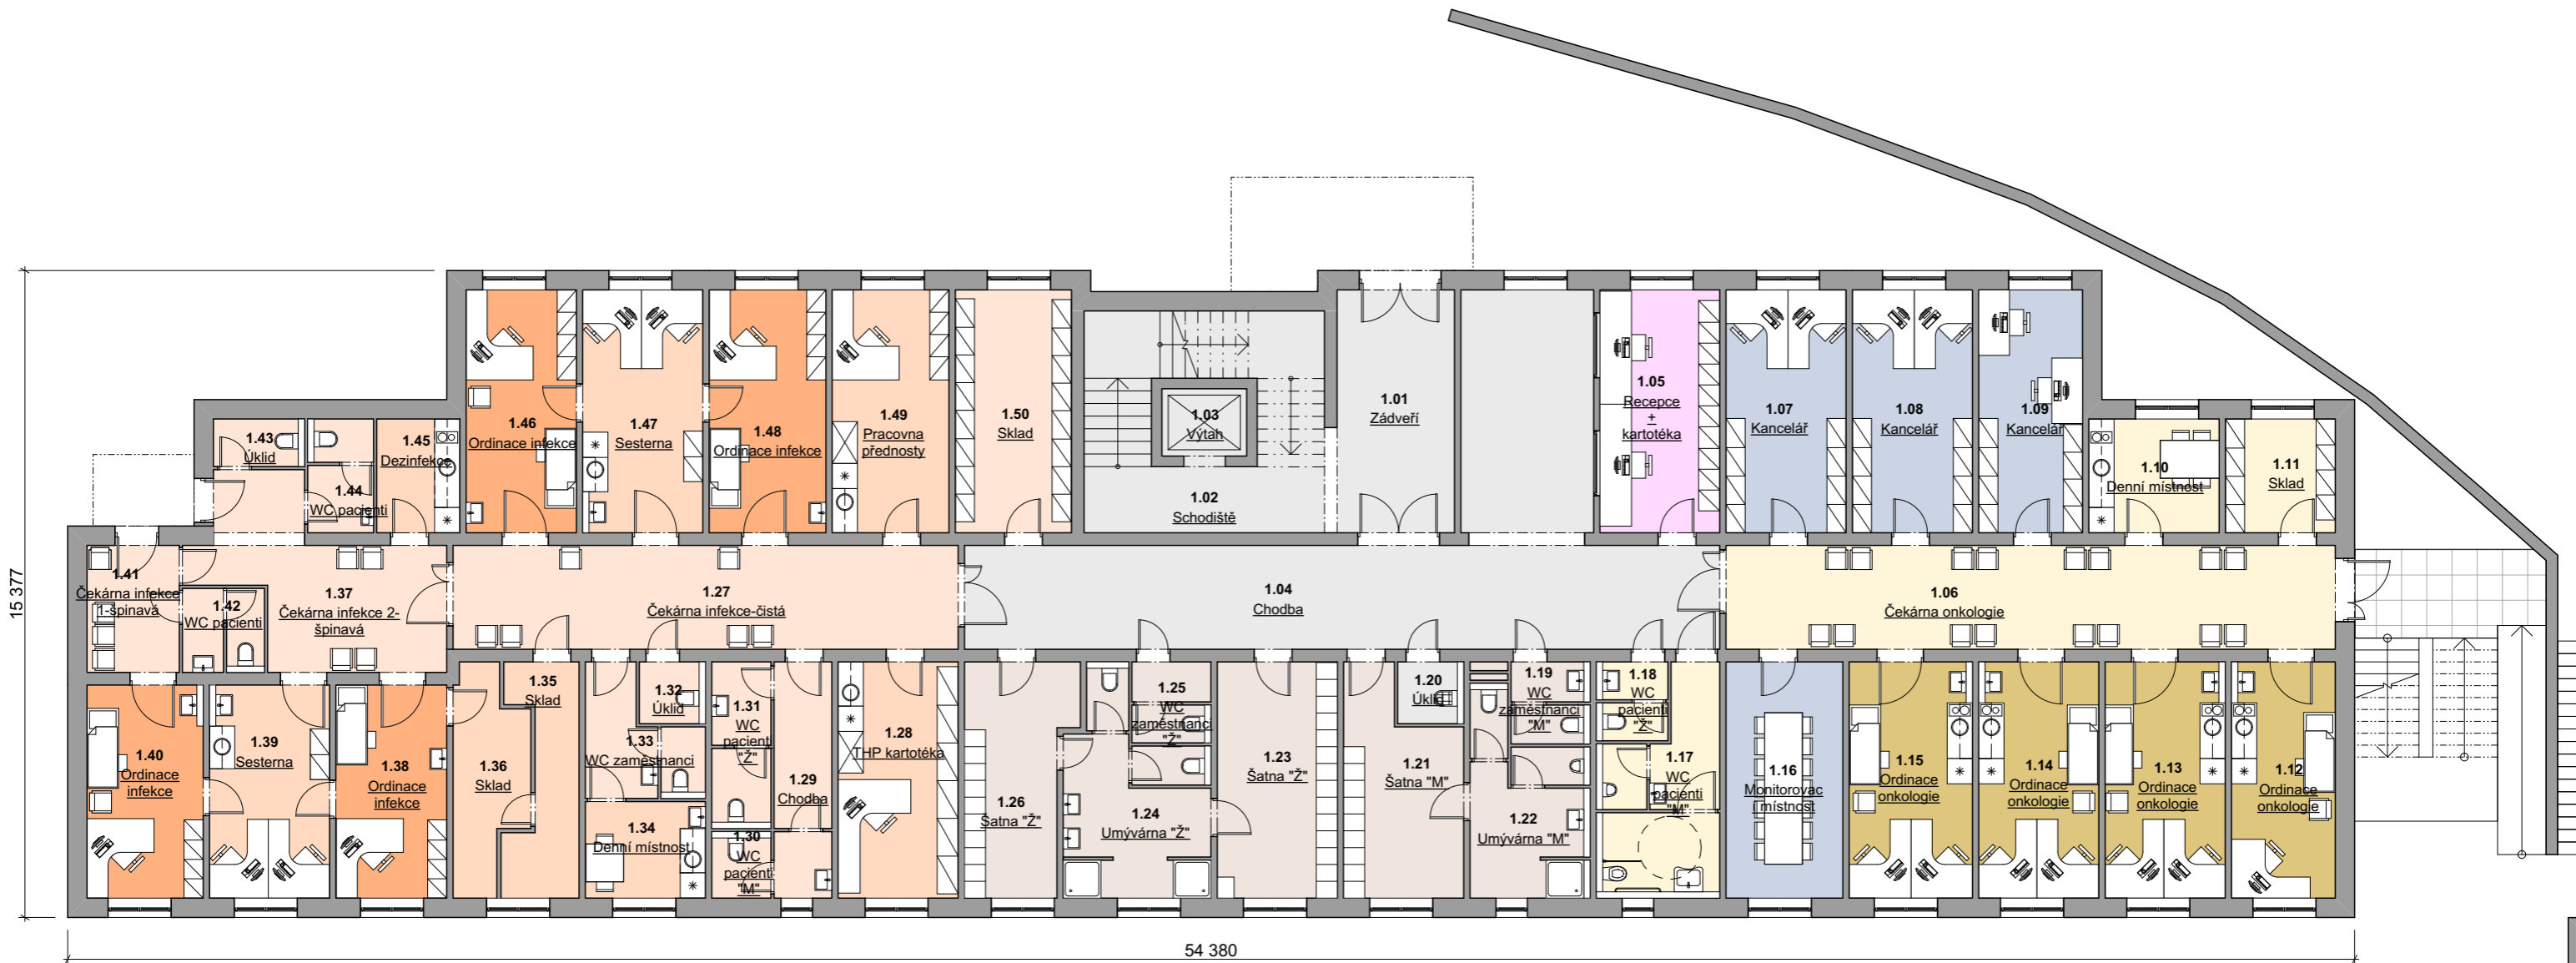 1.01
Zádveří
1.05
Recepce
+
kartotéka
1.07
Kancelář
1.08
Kancelář
1.09
Kancelář
1.03
Výtah
1.49
Pracovna
přednosty
1.50
Sklad
1.46
Ordinace infekce
1.47
Sesterna
1.48
Ordinace infekce
1.43
Úklid
1.45
Dezinfekce
1.44
WC pacienti
1.10
Denní místnost
1.11
Sklad
1.02
Schodiště
1.41
Čekárna infekce
1-špinavá
1.42
WC pacienti
1.37
Čekárna infekce 2-
špinavá
1.27
Čekárna infekce-čistá
1.04
Chodba
1.06
Čekárna onkologie
15 377
1.40
Ordinace
infekce
1.39
Sesterna
1.38
Ordinace
infekce
1.36
Sklad
1.35
Sklad
1.32
Úklid
1.33
WC zaměstnanci
1.34
Denní místnost
1.31
WC
pacienti
"Ž"
1.30
WC
pacienti
"M"
1.29
Chodba
1.28
THP kartotéka
1.26
Šatna "Ž"
1.25
WC
zaměstnanci
"Ž"
1.24
Umývárna "Ž"
1.23
Šatna "Ž"
1.21
Šatna "M"
1.20
Úklid
1.19
WC
zaměstnanci
"M"
1.22
Umývárna "M"
1.18
WC
pacienti
"Ž"
1.17
WC
pacienti
"M"
1.16
Monitorovac
í místnost
1.15
Ordinace
onkologie
1.14
Ordinace
onkologie
1.13
Ordinace
onkologie
1.12
Ordinace
onkologie
54 380